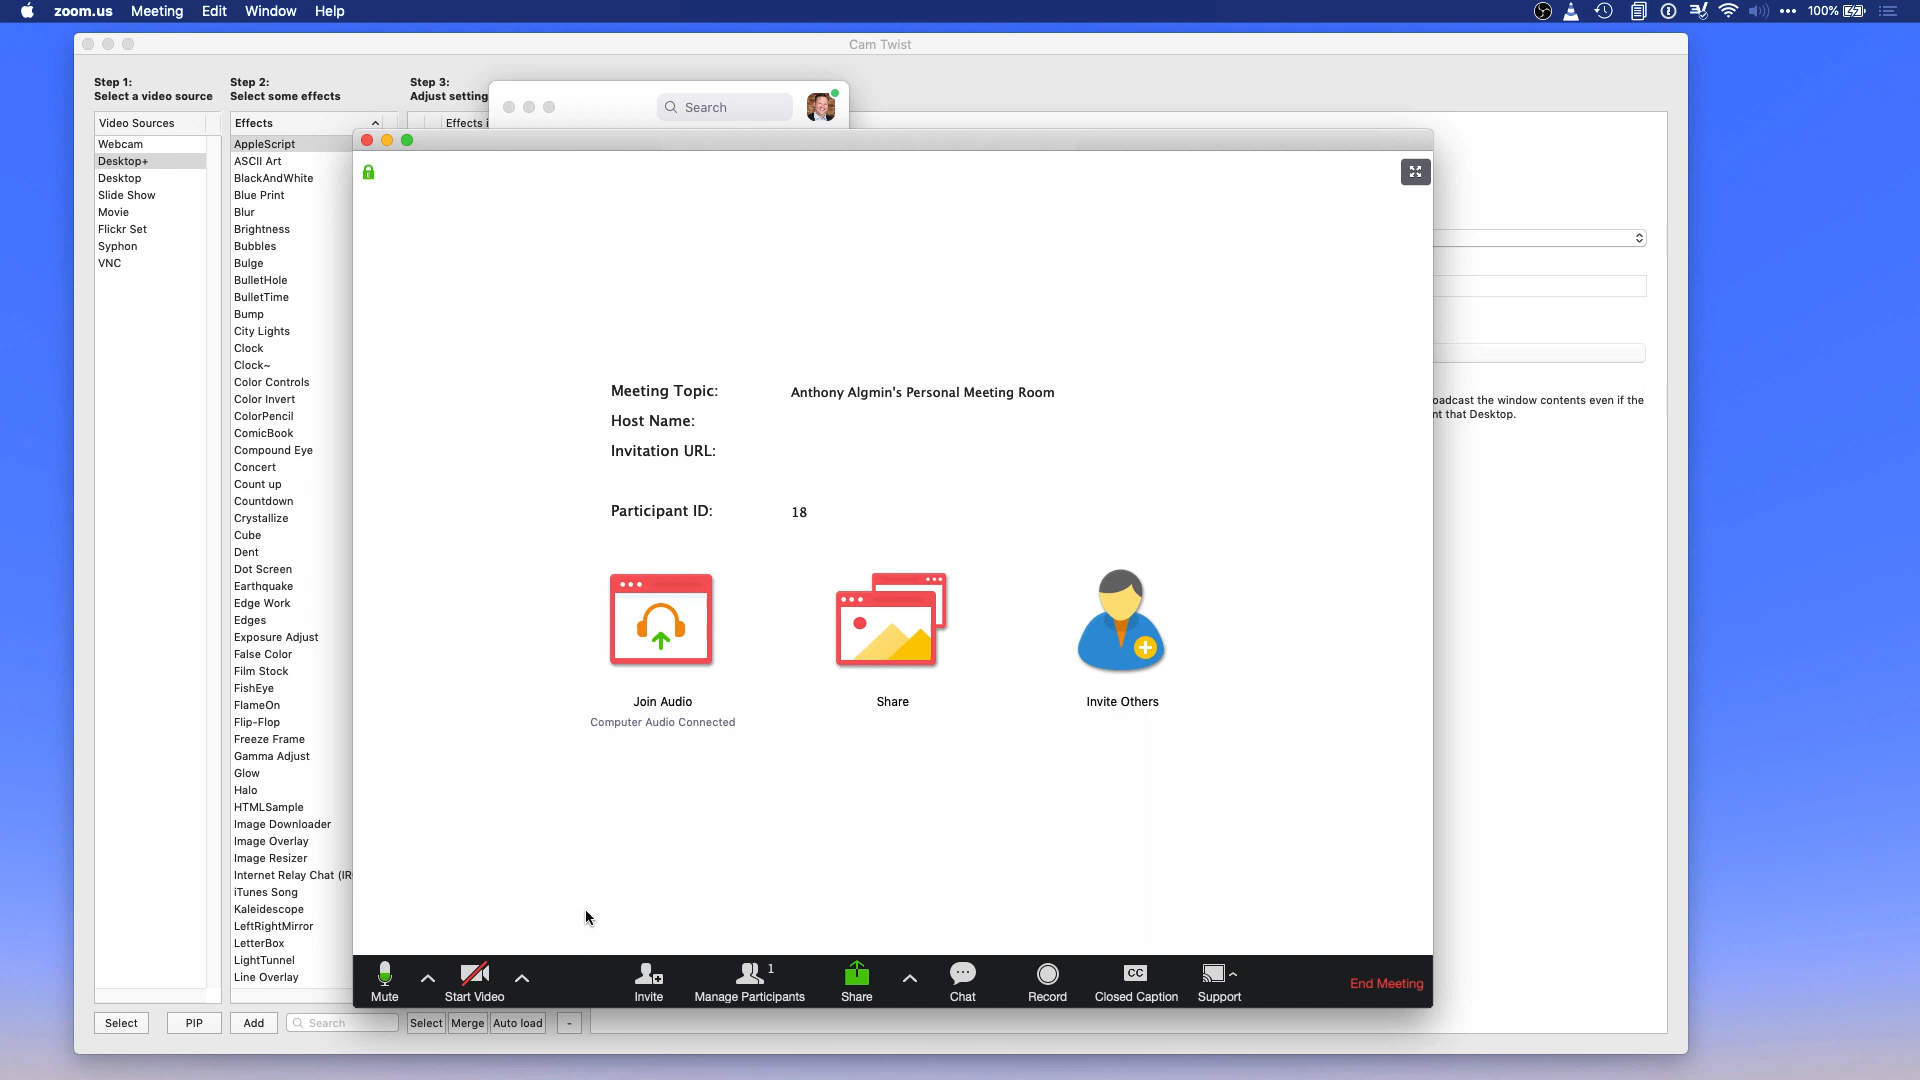 zoom.us Meeting Edit Window Help
100%
Cam Twist
Step 1:
Select a video source
Step 2:
Select some effects
Step 3:
Adjust setting
Search
Video Sources
Webcam
Desktop+
Desktop
Slide Show
Movie
Flickr Set
Syphon
VNC
Effects
AppleScript
ASCII Art
BlackAndWhite
Blue Print
Blur
Brightness
Bubbles
Bulge
BulletHole
BulletTime
Bump
City Lights
Clock
Clock~
Color Controls
Color Invert
ColorPencil
ComicBook
Compound Eye
Concert
Count up
Countdown
Crystallize
Cube
Dent
Dot Screen
Earthquake
Edge Work
Edges
Exposure Adjust
False Color
Film Stock
FishEye
FlameOn
Flip-Flop
Freeze Frame
Gamma Adjust
Glow
Halo
HTMLSample
Image Downloader
Image Overlay
Image Resizer
Internet Relay Chat (IR
iTunes Song
Kaleidescope
LeftRightMirror
LetterBox
LightTunnel
Line Overlay
Effects i
Meeting Topic: Anthony Algmin's Personal Meeting Room
Host Name:
Invitation URL:
Participant ID: 18
Join Audio
Computer Audio Connected
Share
Invite Others
oadcast the window contents even if the
nt that Desktop.
Mute
Start Video
Invite
1
Manage Participants
Share
Chat
Record
CC
Closed Caption
Support
End Meeting
Select PIP Add Search Select Merge Auto load -